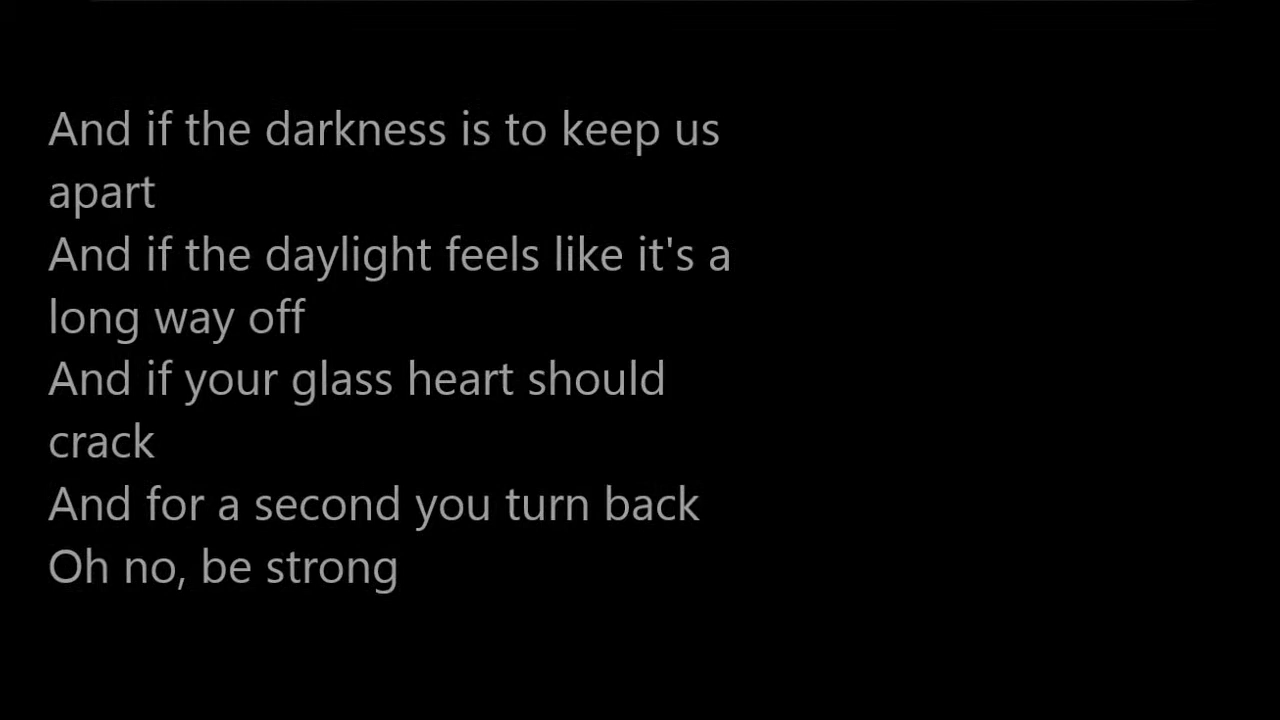 And if the darkness is to keep us
apart
And if the daylight feels like it's a
long way off
And if your glass heart should
crack
And for a second you turn back
Oh no, be strong